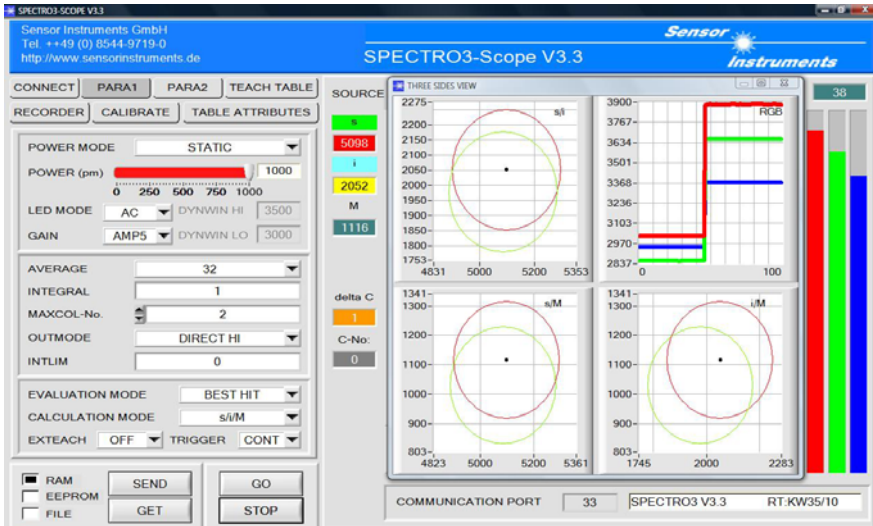 SPECTRO3-SCOPE V3.3
Sensor Instruments GmbH
Tel. ++49 (0) 8544-9719-0
http://www.sensorinstruments.de
SPECTRO3-Scope V3.3
Sensor
Instruments
CONNECT PARA1 PARA2 TEACH TABLE
RECORDER CALIBRATE TABLE ATTRIBUTES
POWER MODE STATIC
POWER (pm) 1000
0 250 500 750 1000
LED MODE AC DYNWIN HI 3500
GAIN AMP5 DYNWIN LO 3000
AVERAGE 32
INTEGRAL 1
MAXCOL-No. 2
OUTMODE DIRECT HI
INTLIM 0
EVALUATION MODE BEST HIT
CALCULATION MODE s/i/M
EXTEACH OFF TRIGGER CONT
RAM
EEPROM
FILE
SEND GO
GET STOP
SOURCE
s
5098
i
2052
M
1116
delta C
1
C-No:
0
THREE SIDES VIEW
s/i
2275
2200
2150
2100
2050
2000
1950
1900
1850
1800
1753
4831 5000 5200 5353
RGB
3900
3767
3634
3501
3368
3236
3103
2970
2837
0 100
s/M
1341
1300
1200
1100
1000
900
803
4823 5000 5200 5361
i/M
1341
1300
1200
1100
1000
900
803
1745 2000 2283
38
COMMUNICATION PORT 33 SPECTRO3 V3.3 RT:KW35/10